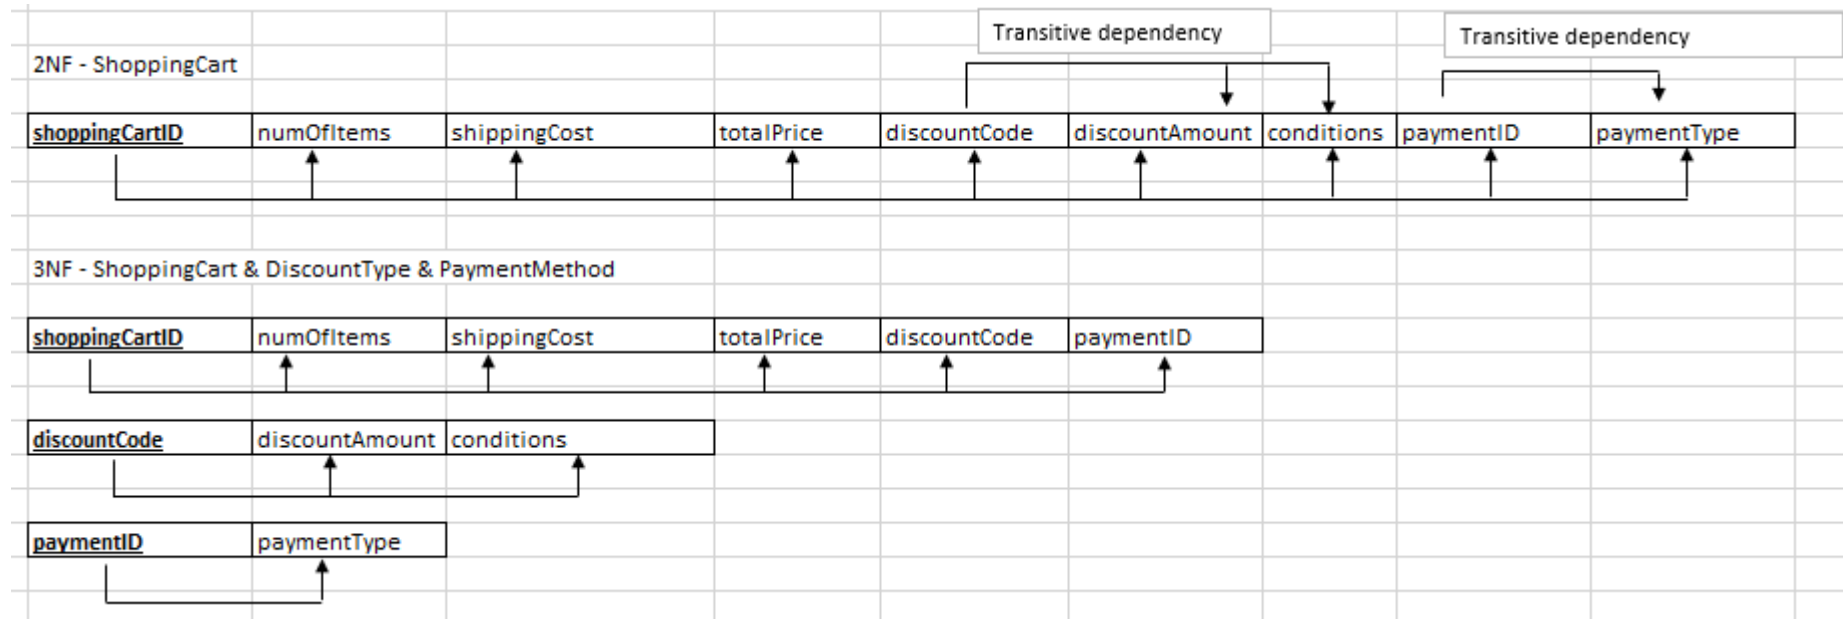 Transitive dependency
Transitive dependency
2NF - ShoppingCart
shoppingCartID numOfItems shippingCost totalPrice discountCode discountAmount conditions paymentID paymentType
3NF - ShoppingCart & DiscountType & PaymentMethod
shoppingCartID numOfItems shippingCost totalPrice discountCode paymentID
discountCode discountAmount conditions
paymentID paymentType